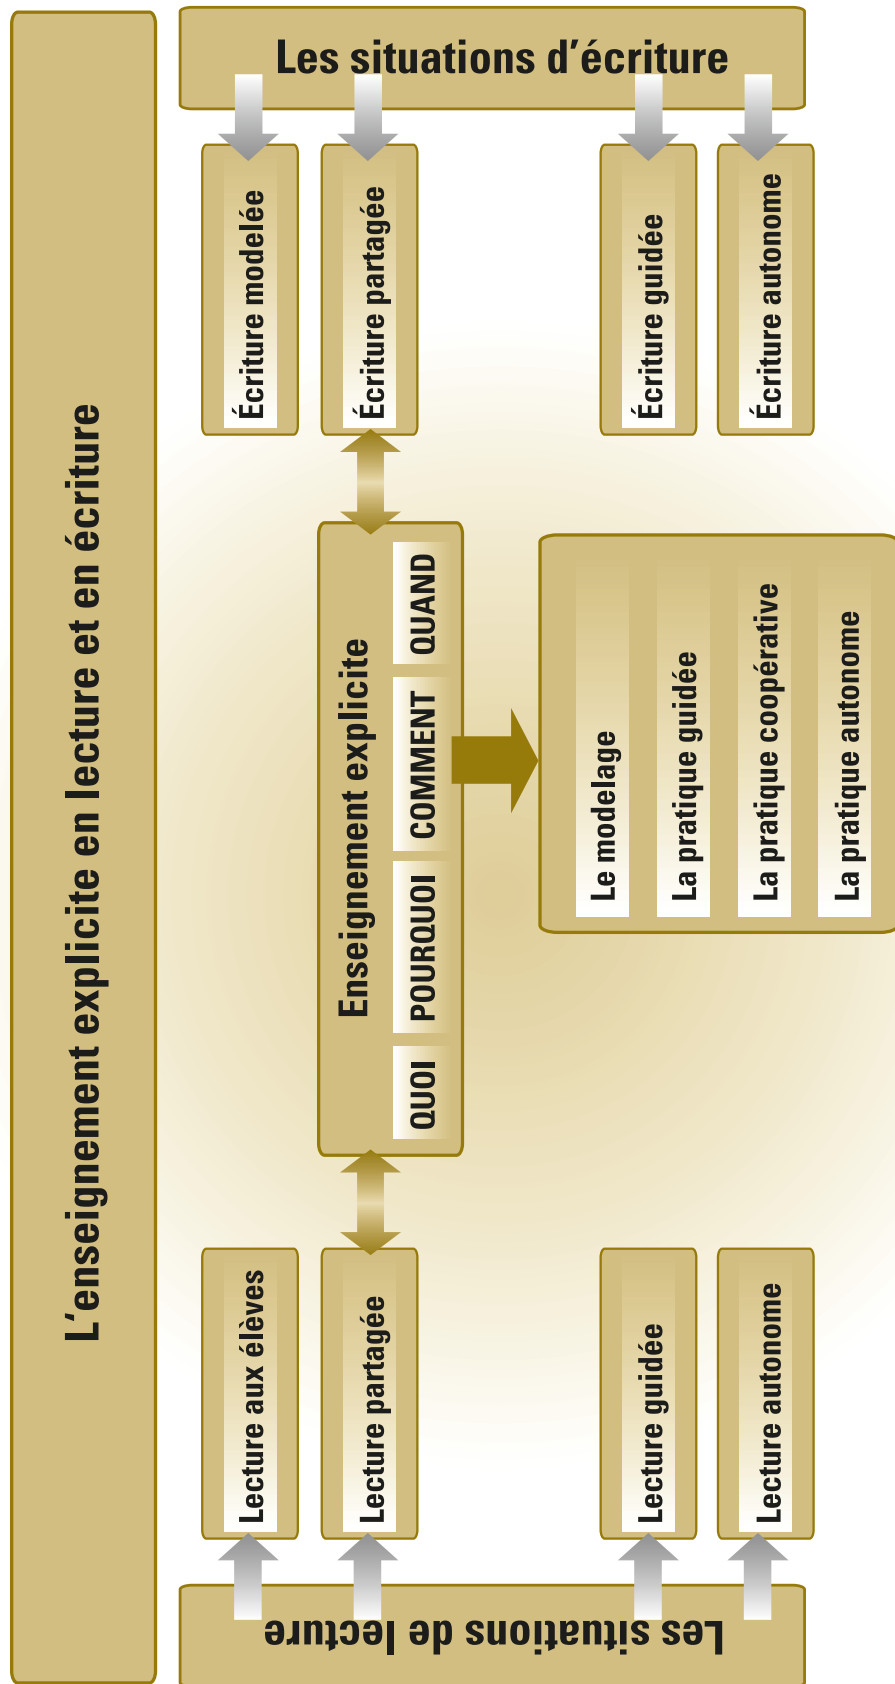 L'enseignement explicite en lecture et en écriture
Les situations de lecture
Lecture aux élèves
Lecture partagée
Lecture guidée
Lecture autonome
Enseignement explicite
QUOI
POURQUOI
COMMENT
QUAND
Le modelage
La pratique guidée
La pratique coopérative
La pratique autonome
Les situations d'écriture
Écriture modelée
Écriture partagée
Écriture guidée
Écriture autonome